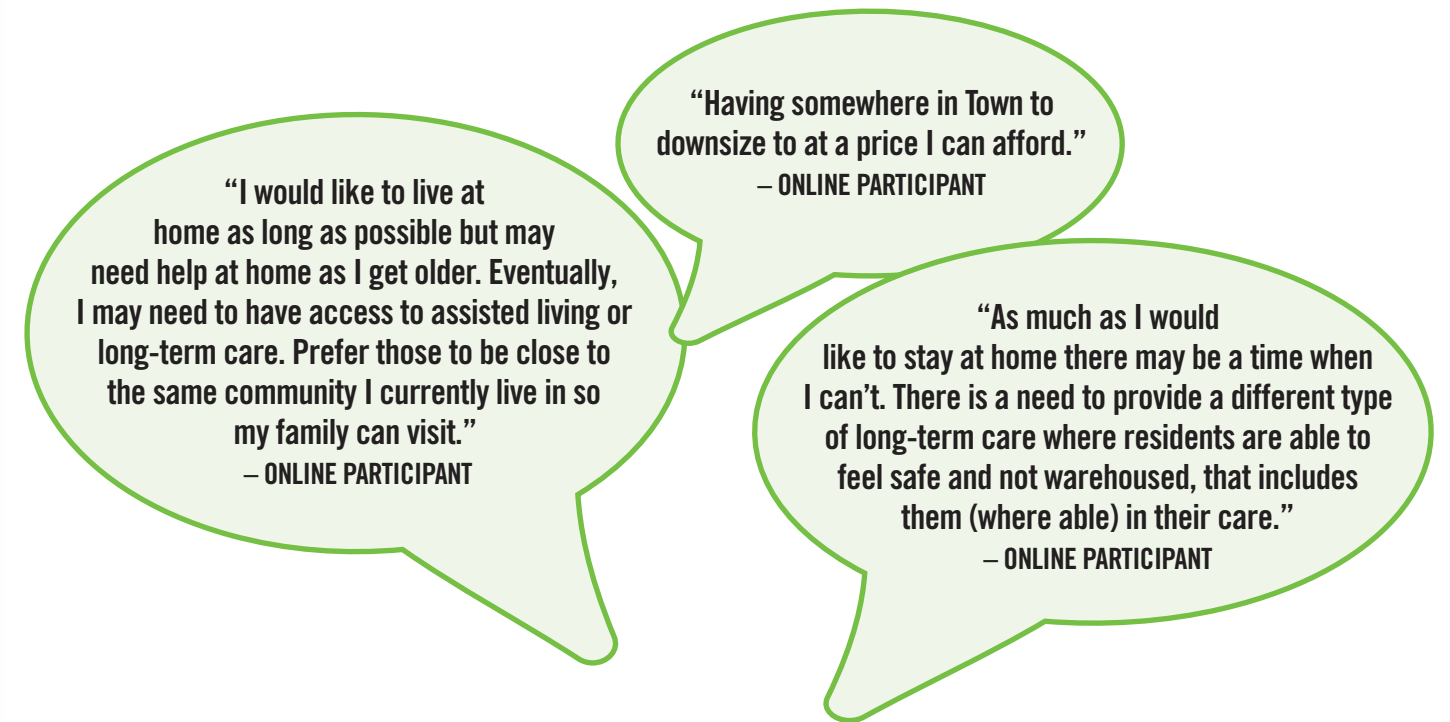 “Having somewhere in Town to
downsize to at a price I can afford.”
– ONLINE PARTICIPANT
“I would like to live at
home as long as possible but may
need help at home as I get older. Eventually,
I may need to have access to assisted living or
long-term care. Prefer those to be close to
the same community I currently live in so
my family can visit.”
– ONLINE PARTICIPANT
“As much as I would
like to stay at home there may be a time when
I can’t. There is a need to provide a different type
of long-term care where residents are able to
feel safe and not warehoused, that includes
them (where able) in their care.”
– ONLINE PARTICIPANT